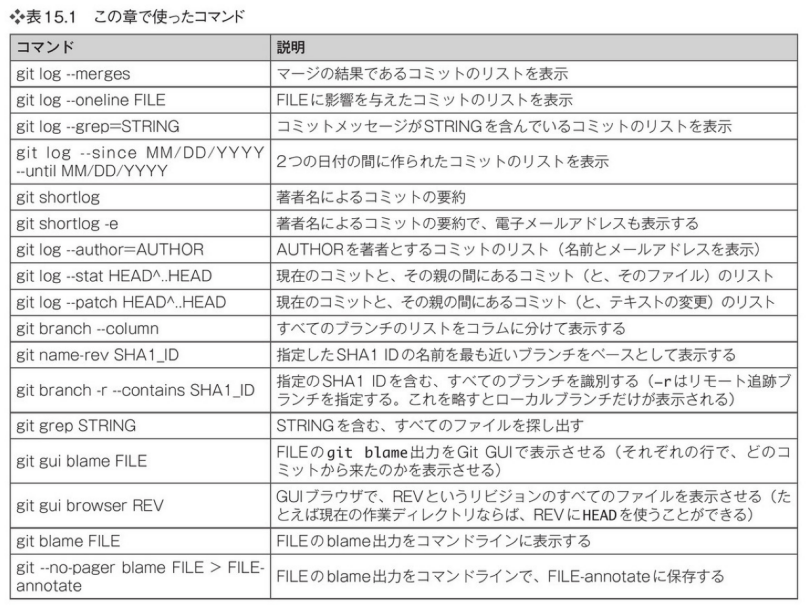 ❖表15.1 この章で使ったコマンド
コマンド 説明
git log --merges マージの結果であるコミットのリストを表示
git log --oneline FILE FILEに影響を与えたコミットのリストを表示
git log --grep=STRING コミットメッセージがSTRINGを含んでいるコミットのリストを表示
git log --since MM/DD/YYYY
--until MM/DD/YYYY
2つの日付の間に作られたコミットのリストを表示
git shortlog 著者名によるコミットの要約
git shortlog -e 著者名によるコミットの要約で、電子メールアドレスも表示する
git log --author=AUTHOR AUTHORを著者とするコミットのリスト（名前とメールアドレスを表示）
git log --stat HEAD^..HEAD 現在のコミットと、その親の間にあるコミット（と、そのファイル）のリスト
git log --patch HEAD^..HEAD 現在のコミットと、その親の間にあるコミット（と、テキストの変更）のリスト
git branch --column すべてのブランチのリストをコラムに分けて表示する
git name-rev SHA1_ID 指定したSHA1 IDの名前を最も近いブランチをベースとして表示する
git branch -r --contains SHA1_ID
指定のSHA1 IDを含む、すべてのブランチを識別する（-rはリモート追跡ブ
ランチを指定する。これを略すとローカルブランチだけが表示される）
git grep STRING STRINGを含む、すべてのファイルを探し出す
git gui blame FILE
FILEのgit blame出力をGit GUIで表示させる（それぞれの行で、どのコ
ミットから来たのかを表示させる）
git gui browser REV
GUIブラウザで、REVというリビジョンのすべてのファイルを表示させる（た
とえば現在の作業ディレクトリならば、REVにHEADを使うことができる）
git blame FILE FILEのblame出力をコマンドラインに表示する
git --no-pager blame FILE > FILE-
annotate
FILEのblame出力をコマンドラインで、FILE-annotateに保存する